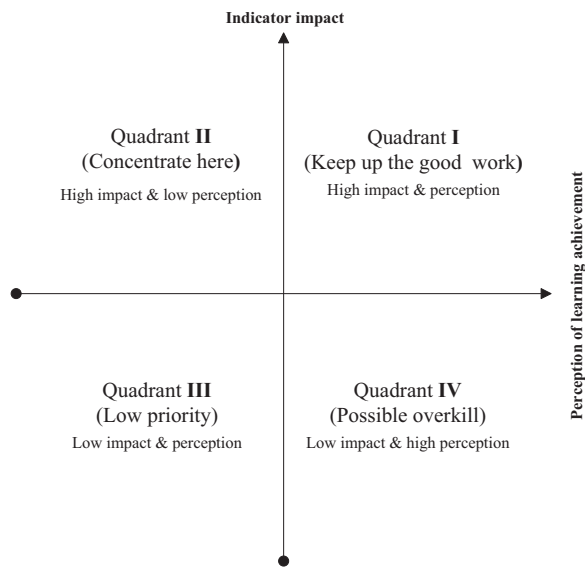 Indicator impact
Quadrant II
(Concentrate here)
High impact & low perception
Quadrant I
(Keep up the good work)
High impact & perception
Perception of learning achievement
Quadrant III
(Low priority)
Low impact & perception
Quadrant IV
(Possible overkill)
Low impact & high perception